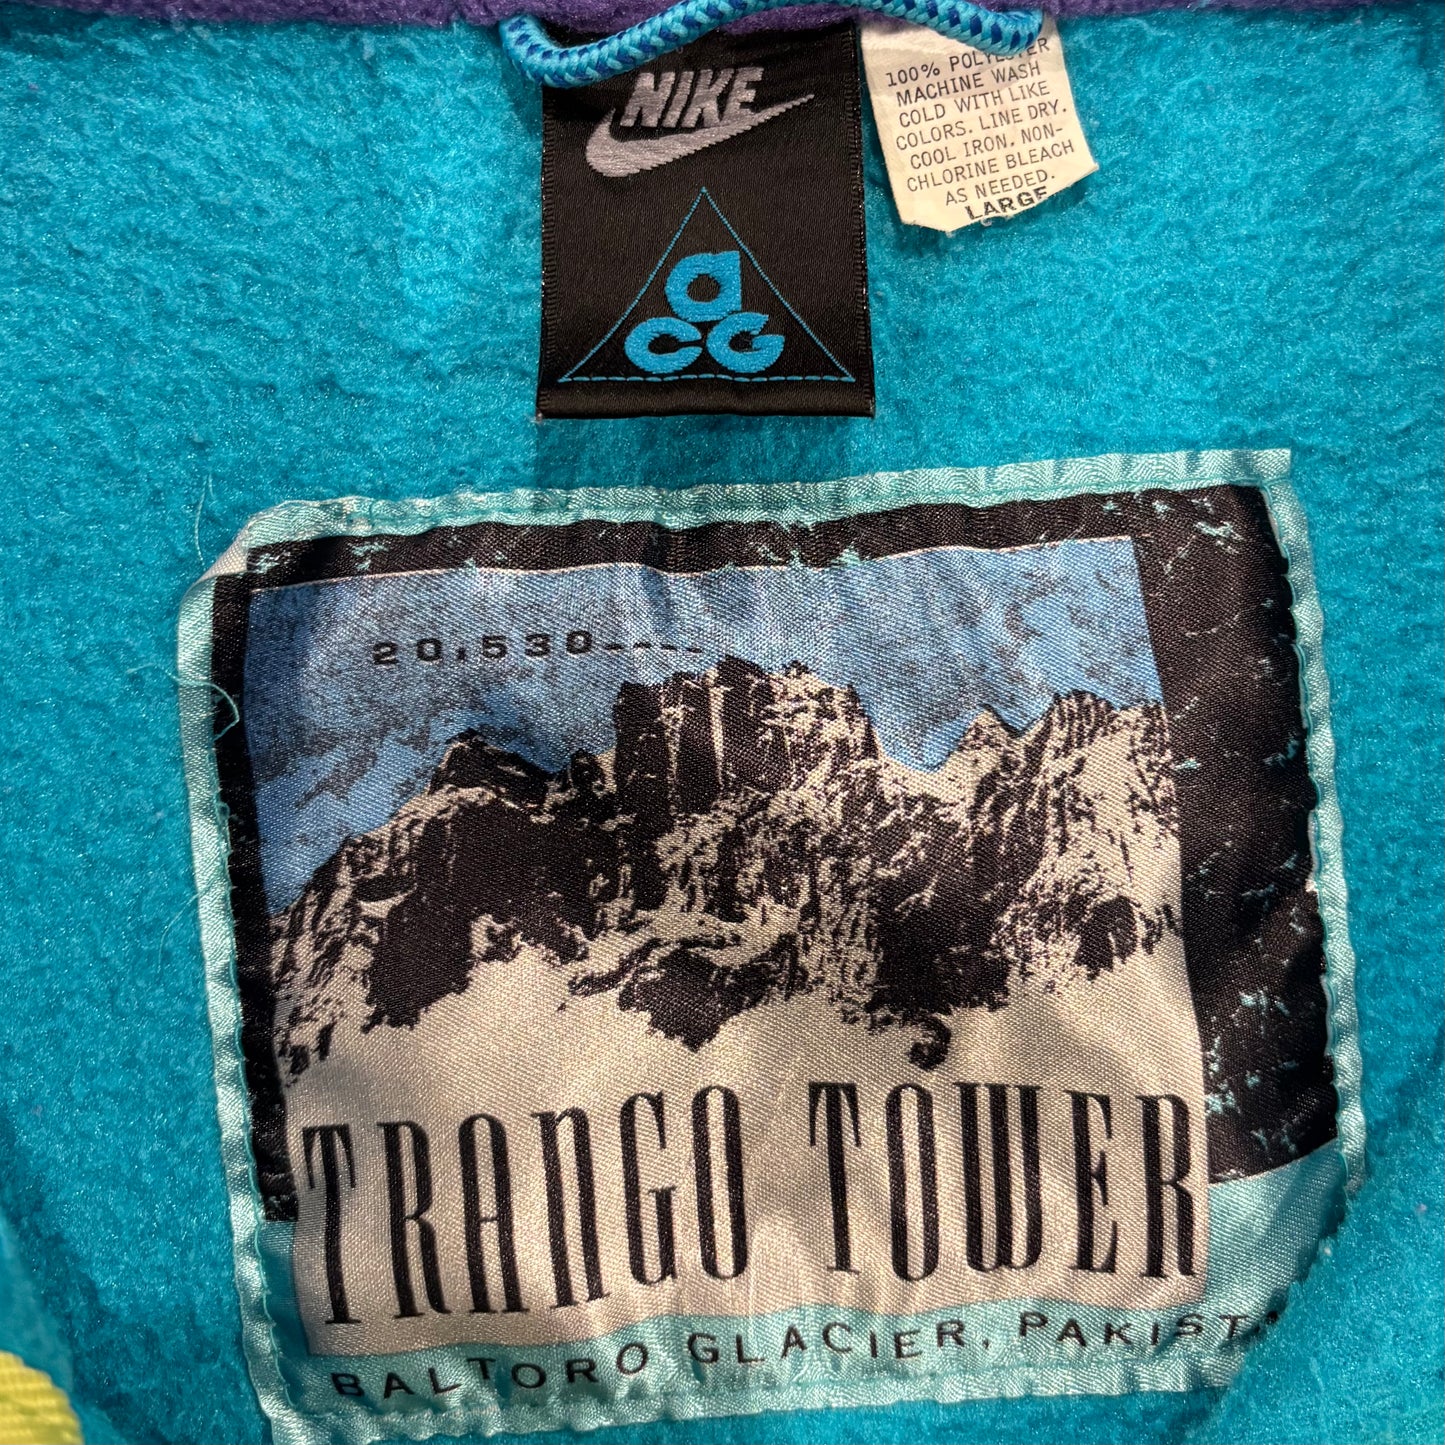 NIKE
aCG
100% POLYESTER
MACHINE WASH
COLD WITH LIKE
COLORS. LINE DRY.
COOL IRON. NON-
CHLORINE BLEACH
AS NEEDED.
LARGE
20,530----
TRANGO TOWER
BALTORO GLACIER, PAKIST